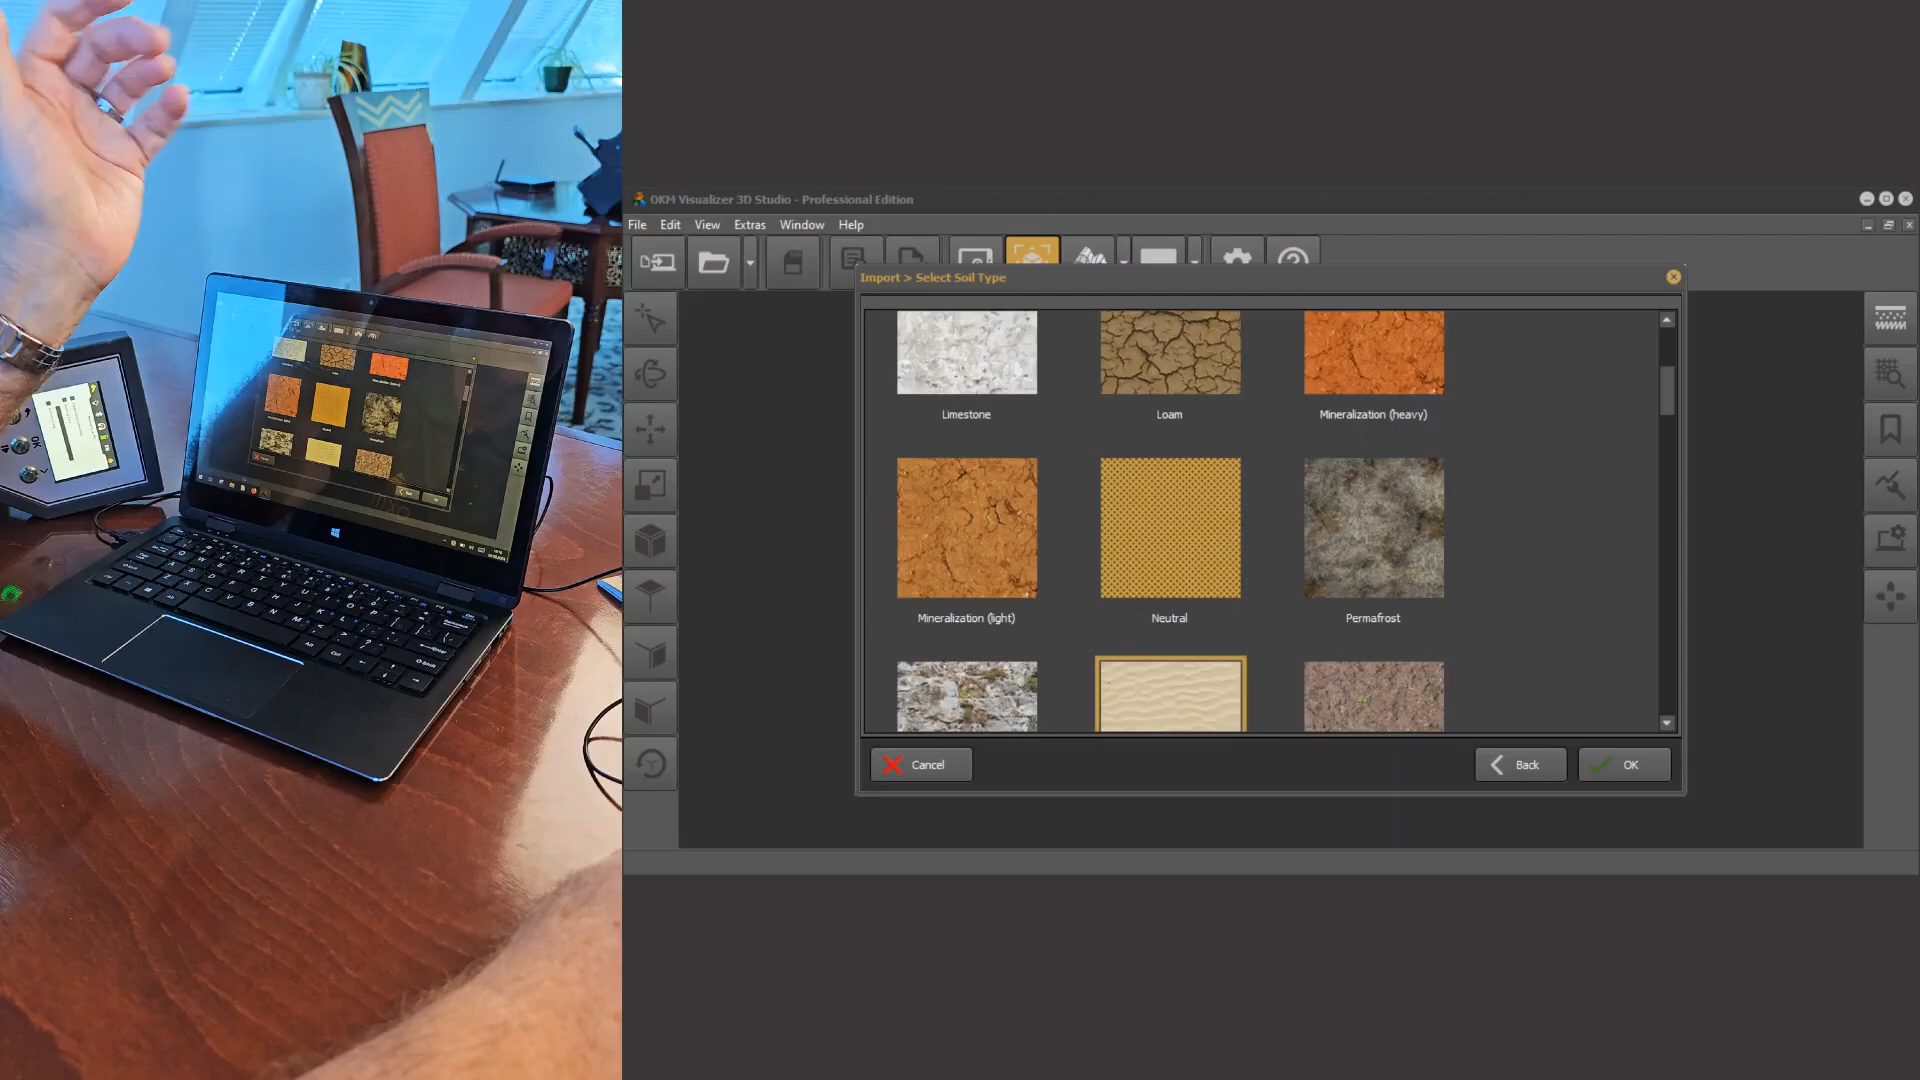 OKM Visualizer 3D Studio - Professional Edition
File Edit View Extras Window Help
Import > Select Soil Type
Limestone Loam Mineralization (heavy)
Mineralization (light) Neutral Permafrost
Cancel Back OK
OK